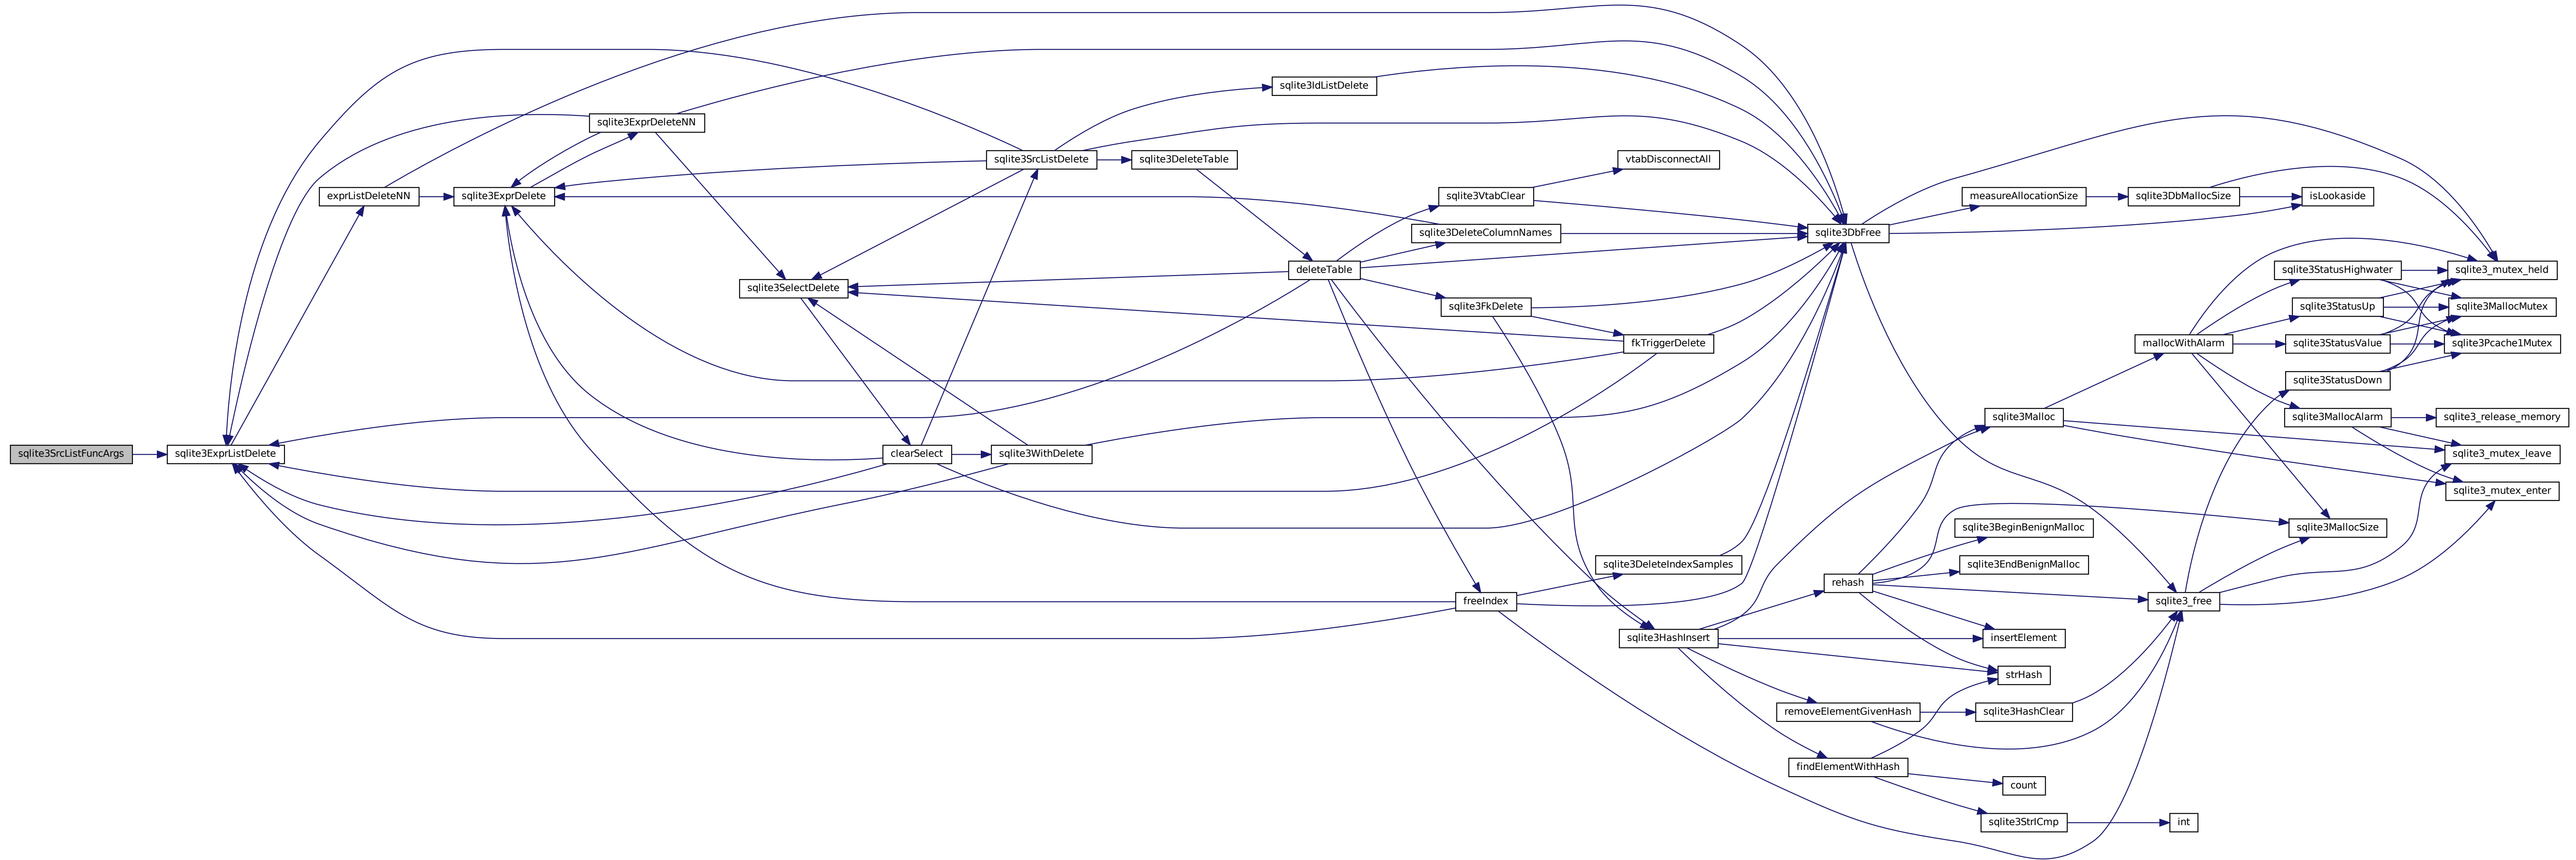 sqlite3SrcListFuncArgs
sqlite3ExprListDelete
exprListDeleteNN
sqlite3ExprDelete
sqlite3ExprDeleteNN
sqlite3SelectDelete
clearSelect
sqlite3SrcListDelete
sqlite3WithDelete
sqlite3DeleteTable
sqlite3IdListDelete
deleteTable
sqlite3VtabClear
sqlite3DeleteColumnNames
sqlite3FkDelete
freeIndex
vtabDisconnectAll
fkTriggerDelete
sqlite3DeleteIndexSamples
sqlite3HashInsert
sqlite3DbFree
rehash
removeElementGivenHash
findElementWithHash
measureAllocationSize
sqlite3Malloc
sqlite3BeginBenignMalloc
sqlite3EndBenignMalloc
insertElement
strHash
sqlite3HashClear
count
sqlite3StrICmp
sqlite3DbMallocSize
mallocWithAlarm
sqlite3_free
int
isLookaside
sqlite3StatusHighwater
sqlite3StatusUp
sqlite3StatusValue
sqlite3StatusDown
sqlite3MallocAlarm
sqlite3MallocSize
sqlite3_mutex_held
sqlite3MallocMutex
sqlite3Pcache1Mutex
sqlite3_release_memory
sqlite3_mutex_leave
sqlite3_mutex_enter